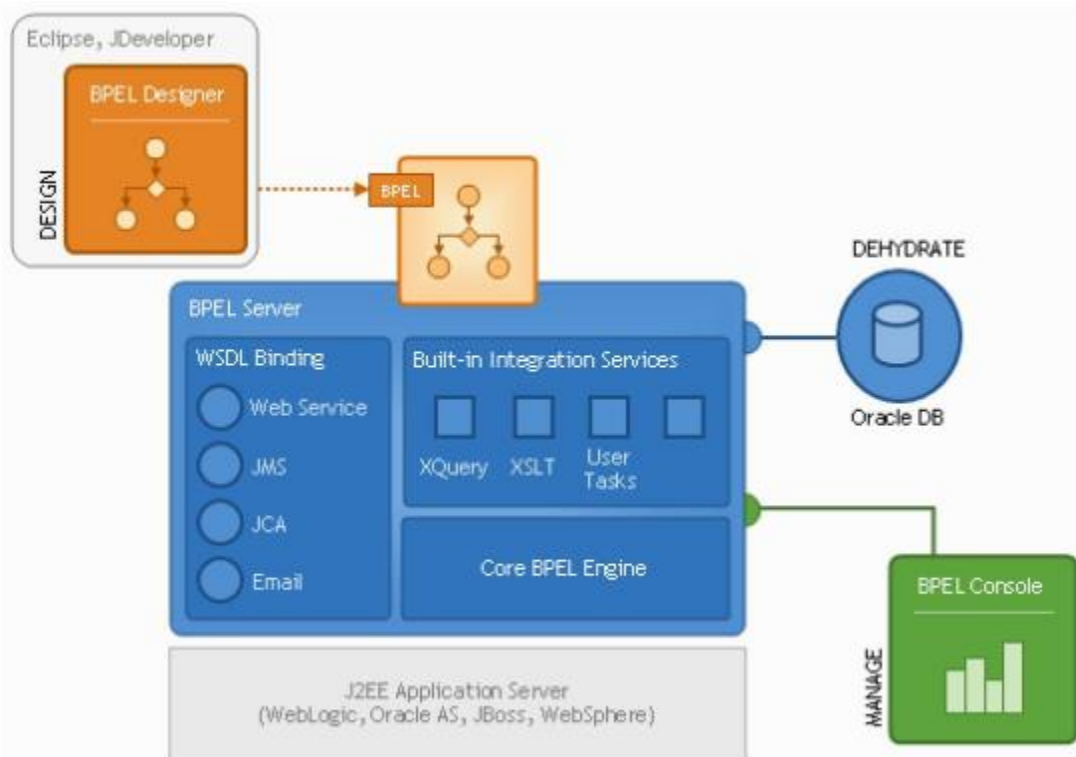 Eclipse, JDeveloper
BPEL Designer
DESIGN
BPEL
DEHYDRATE
Oracle DB
BPEL Server
WSDL Binding
Web Service
JMS
JCA
Email
Built-in Integration Services
XQuery
XSLT
User
Tasks
Core BPEL Engine
BPEL Console
MANAGE
J2EE Application Server
(WebLogic, Oracle AS, JBoss, WebSphere)